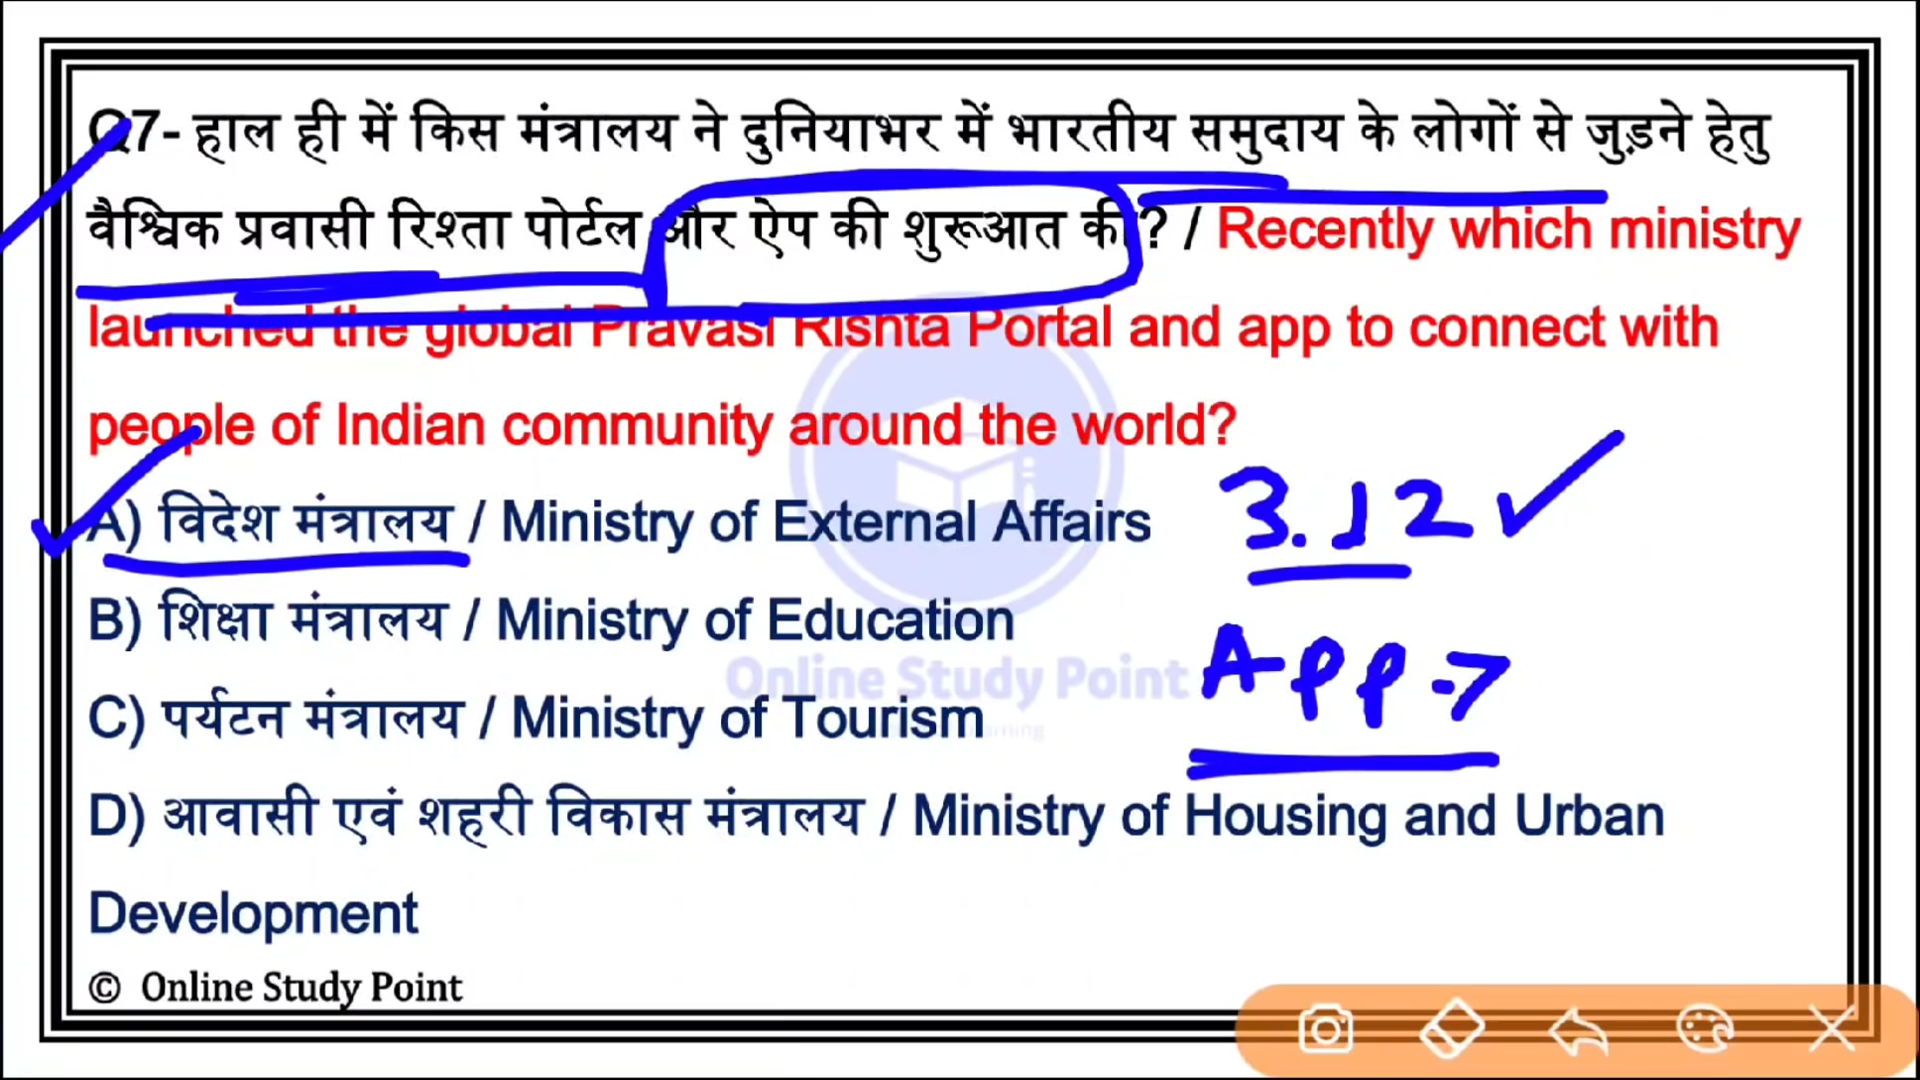 Q7- हाल ही में किस मंत्रालय ने दुनियाभर में भारतीय समुदाय के लोगों से जुड़ने हेतु
वैश्विक प्रवासी रिश्ता पोर्टल और ऐप की शुरूआत की? / Recently which ministry
launched the global Pravasi Rishta Portal and app to connect with
people of Indian community around the world?
A) विदेश मंत्रालय / Ministry of External Affairs
3.12
B) शिक्षा मंत्रालय / Ministry of Education
Online Study Point
App
C) पर्यटन मंत्रालय / Ministry of Tourism
D) आवासी एवं शहरी विकास मंत्रालय / Ministry of Housing and Urban
Development
© Online Study Point